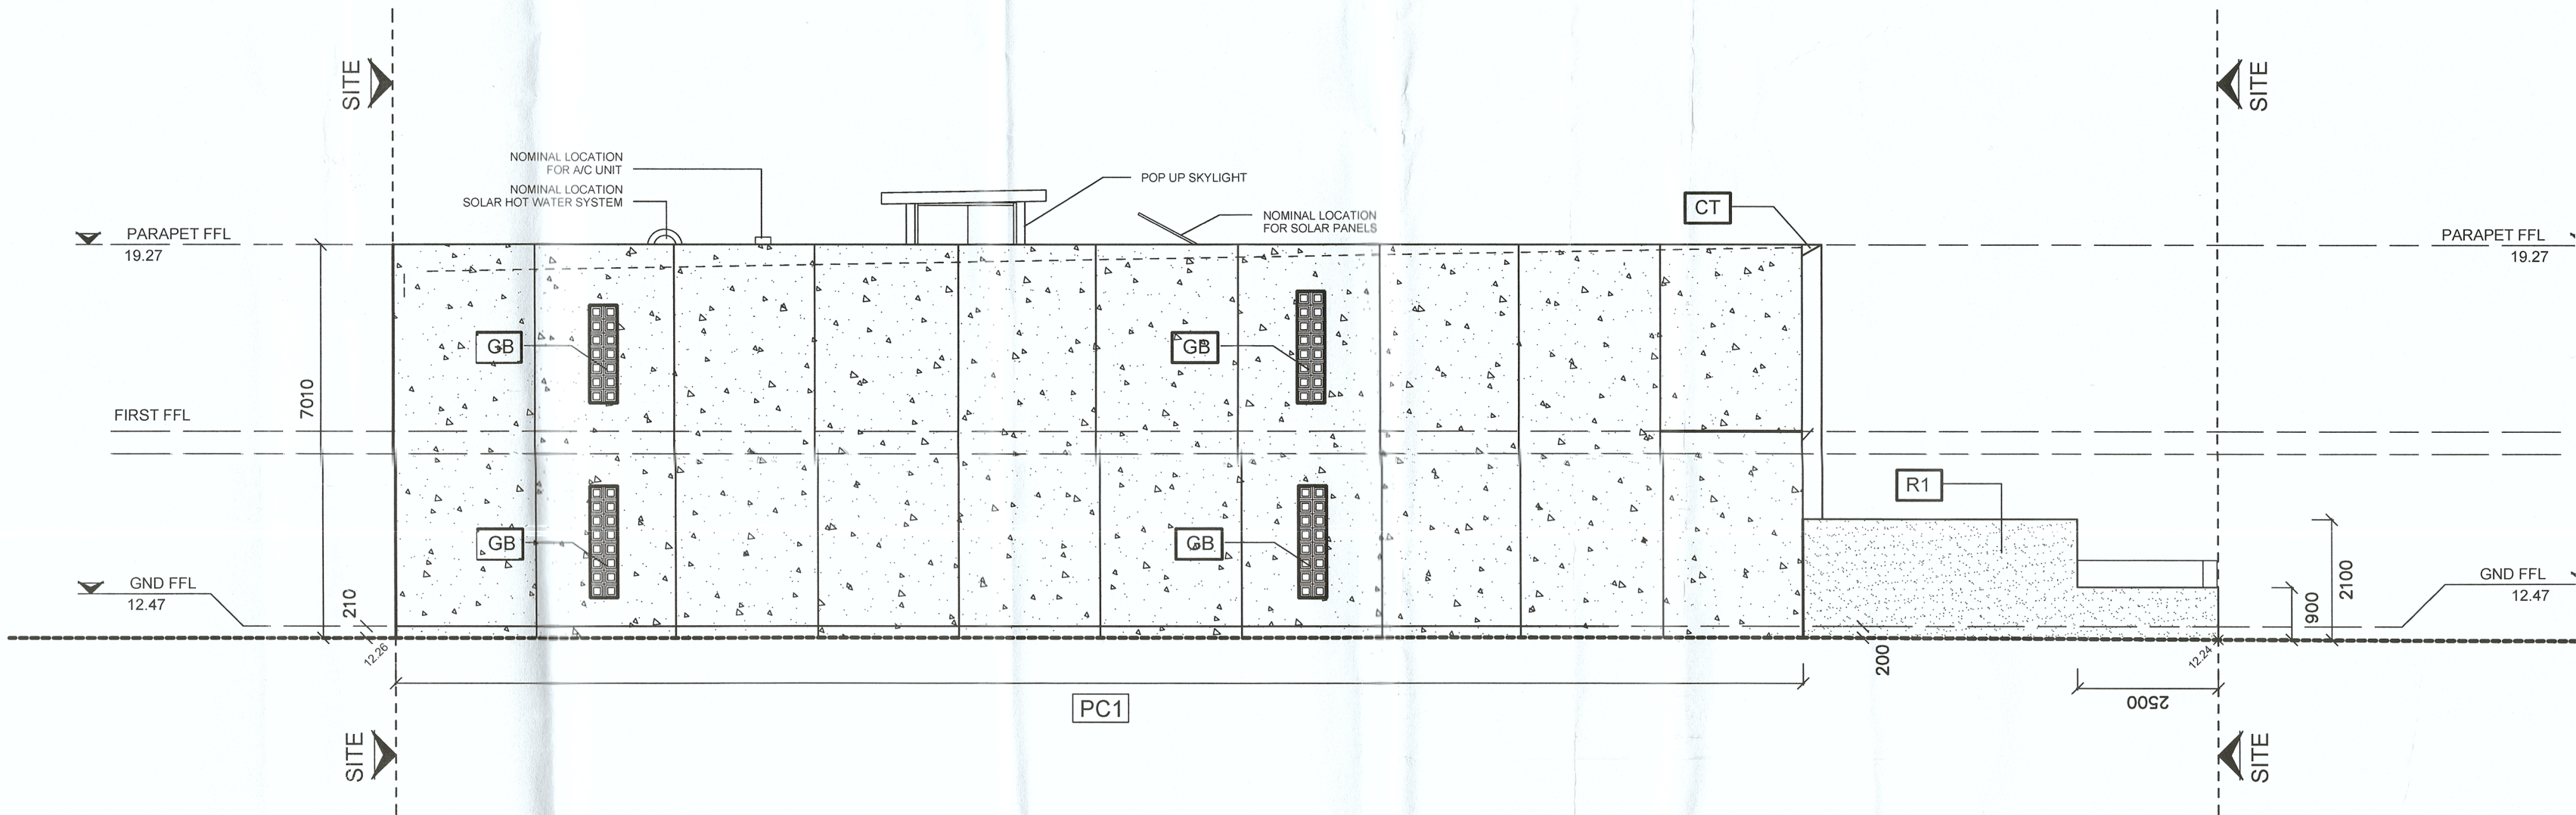 SITE
SITE
NOMINAL LOCATION
FOR A/C UNIT
NOMINAL LOCATION
SOLAR HOT WATER SYSTEM
POP UP SKYLIGHT
NOMINAL LOCATION
FOR SOLAR PANELS
CT
PARAPET FFL
19.27
PARAPET FFL
19.27
GB
GB
7010
FIRST FFL
R1
GB
GB
GND FFL
12.47
210
12.26
GND FFL
12.47
2100
900
200
12.24
2500
PC1
SITE
SITE